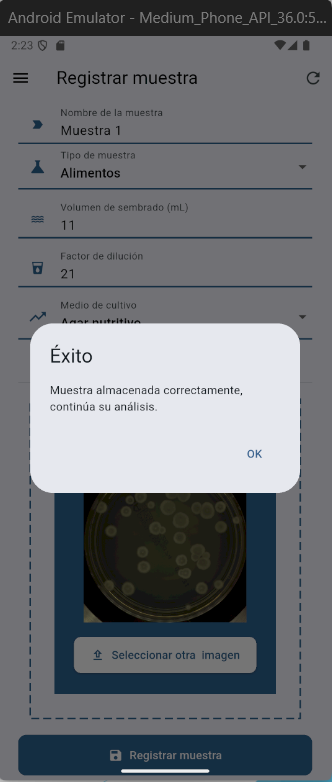 Android Emulator - Medium_Phone_API_36.0:5...
2:23
Registrar muestra
Nombre de la muestra
Muestra 1
Tipo de muestra
Alimentos
Volumen de sembrado (mL)
11
Factor de dilución
21
Medio de cultivo
Agar nutritivo
Éxito
Muestra almacenada correctamente,
continúa su análisis.
OK
Seleccionar otra  imagen
Registrar muestra